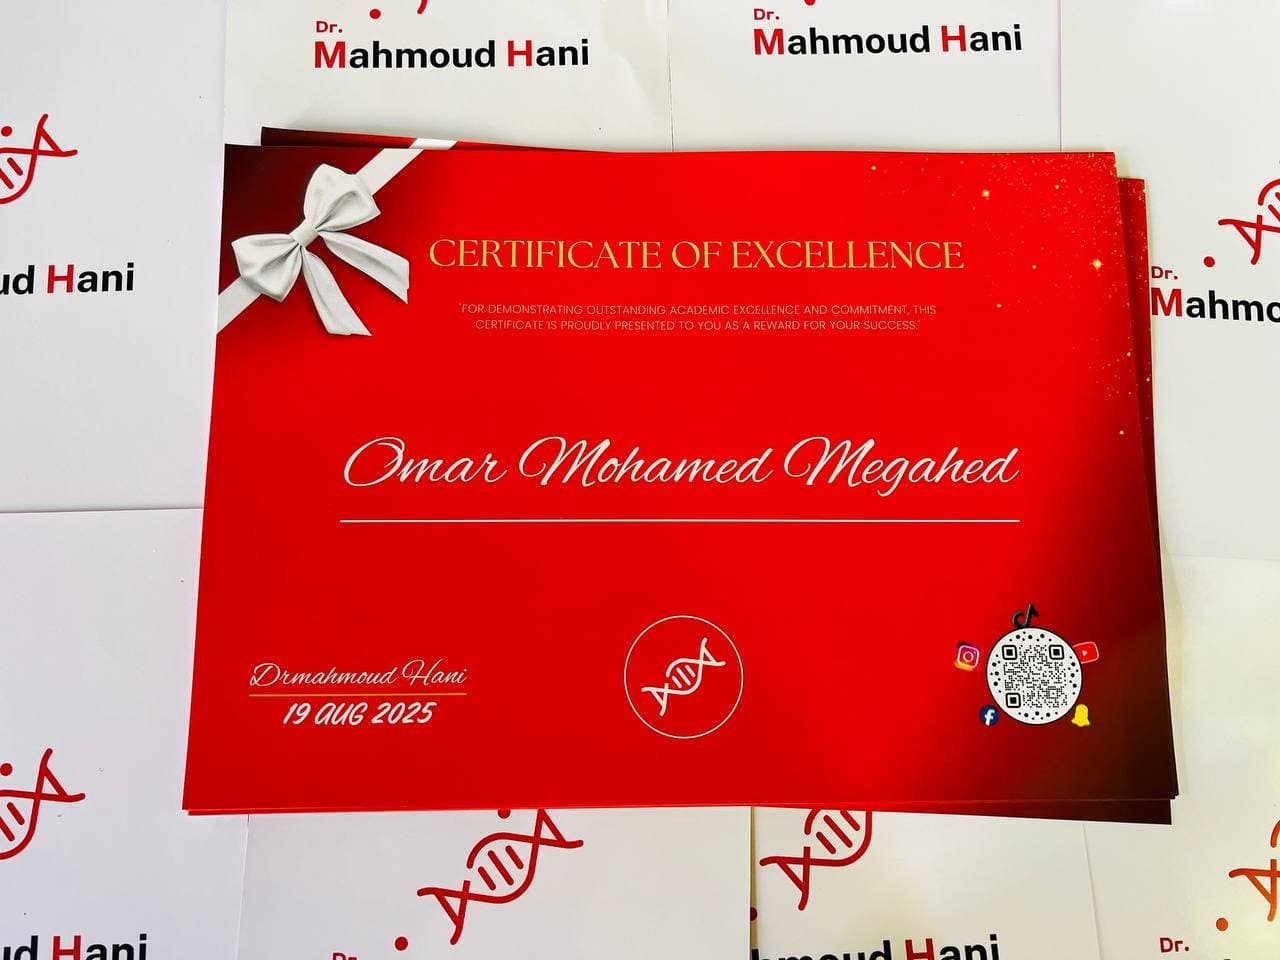 Dr.
Mahmoud Hani
Dr.
Mahmoud Hani
ud Hani
Dr.
Mahmo
CERTIFICATE OF EXCELLENCE
"FOR DEMONSTRATING OUTSTANDING ACADEMIC EXCELLENCE AND COMMITMENT, THIS
CERTIFICATE IS PROUDLY PRESENTED TO YOU AS A REWARD FOR YOUR SUCCESS."
Omar Mohamed Megahed
Drmahmoud Hani
19 AUG 2025
ud Hani
Dr.
hmoud Hani
Dr.